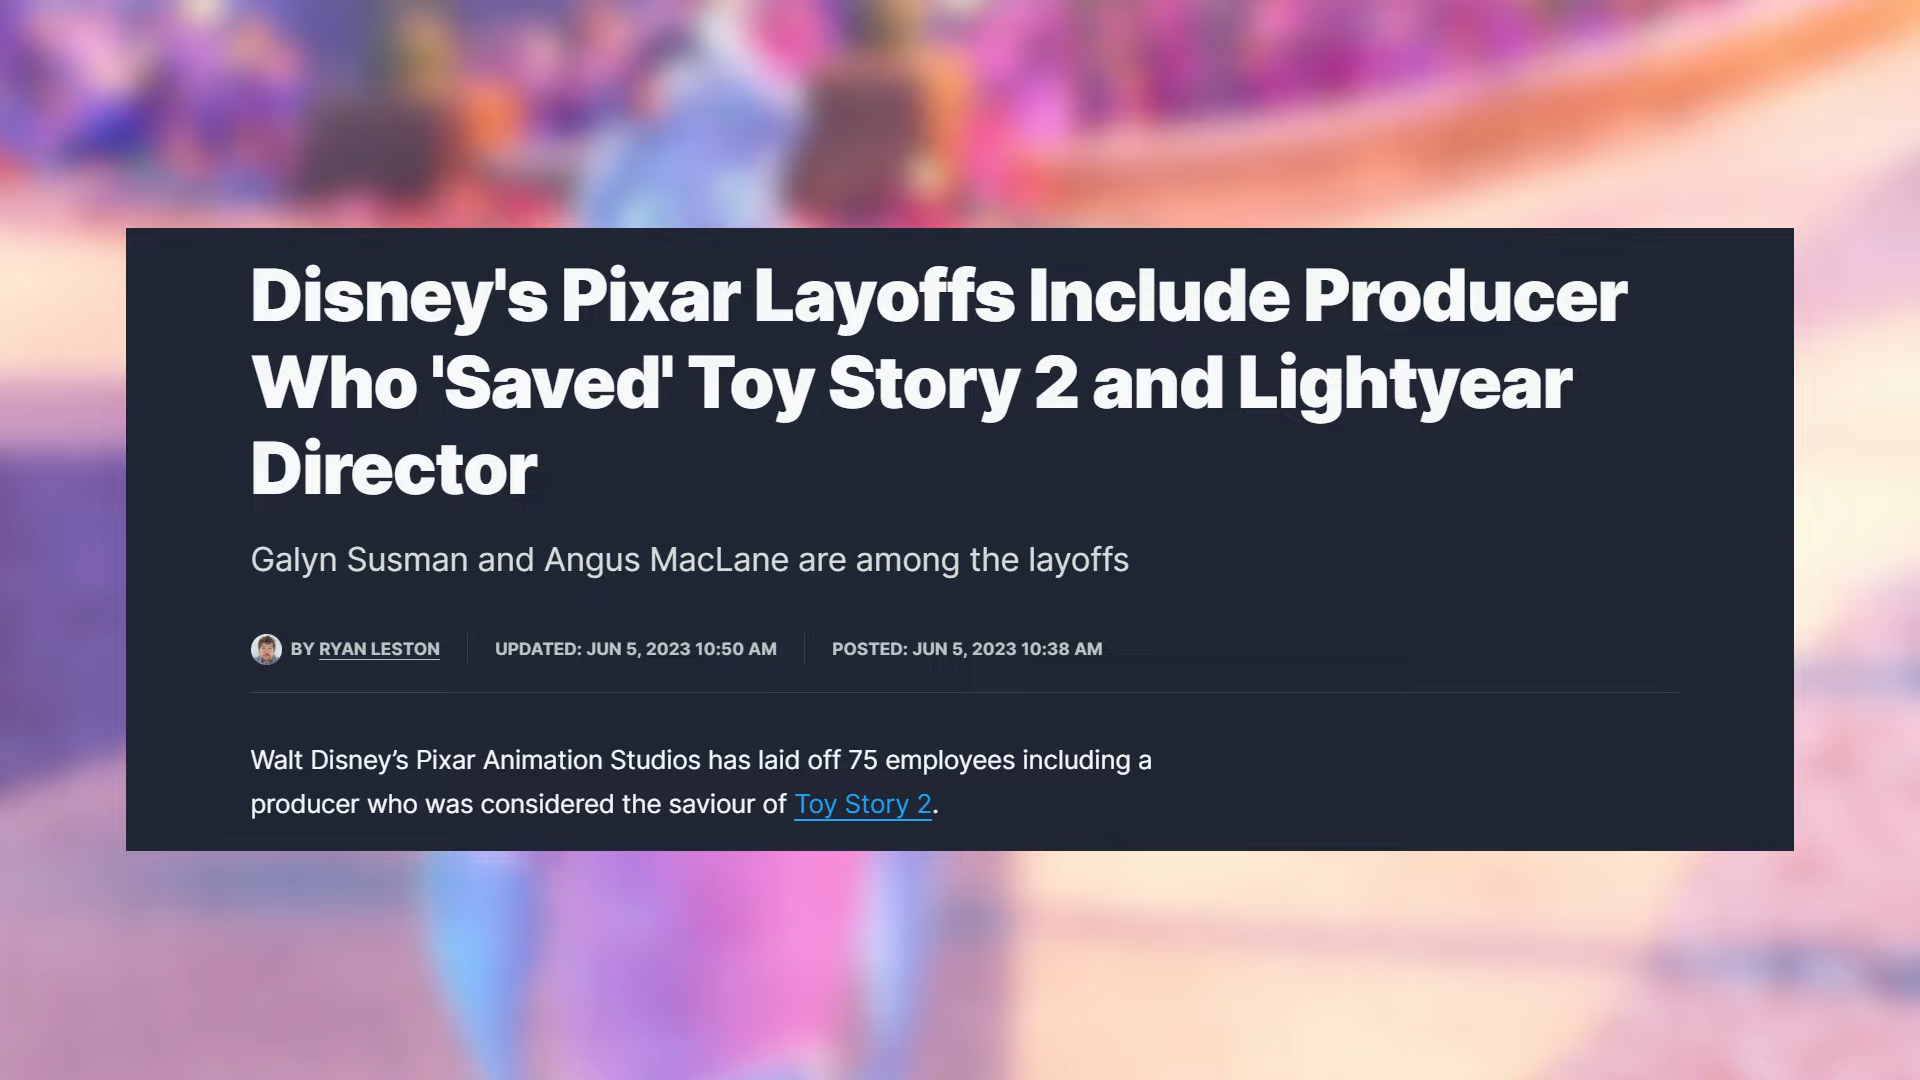 Disney's Pixar Layoffs Include Producer
Who 'Saved' Toy Story 2 and Lightyear
Director
Galyn Susman and Angus MacLane are among the layoffs
BY RYAN LESTON UPDATED: JUN 5, 2023 10:50 AM POSTED: JUN 5, 2023 10:38 AM
Walt Disney’s Pixar Animation Studios has laid off 75 employees including a
producer who was considered the saviour of Toy Story 2.